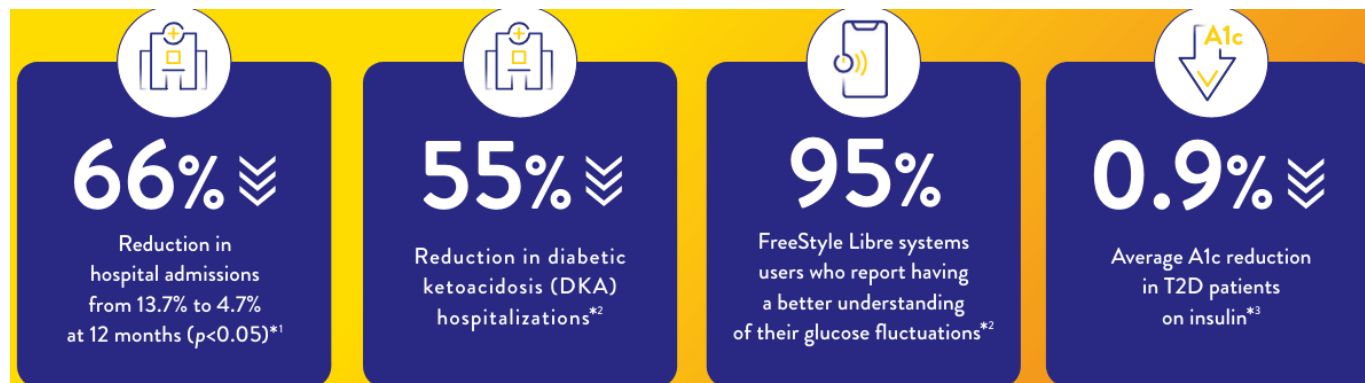 66%
Reduction in
hospital admissions
from 13.7% to 4.7%
at 12 months (p<0.05)*1
55%
Reduction in diabetic
ketoacidosis (DKA)
hospitalizations*2
95%
FreeStyle Libre systems
users who report having
a better understanding
of their glucose fluctuations*2
A1c
0.9%
Average A1c reduction
in T2D patients
on insulin*3